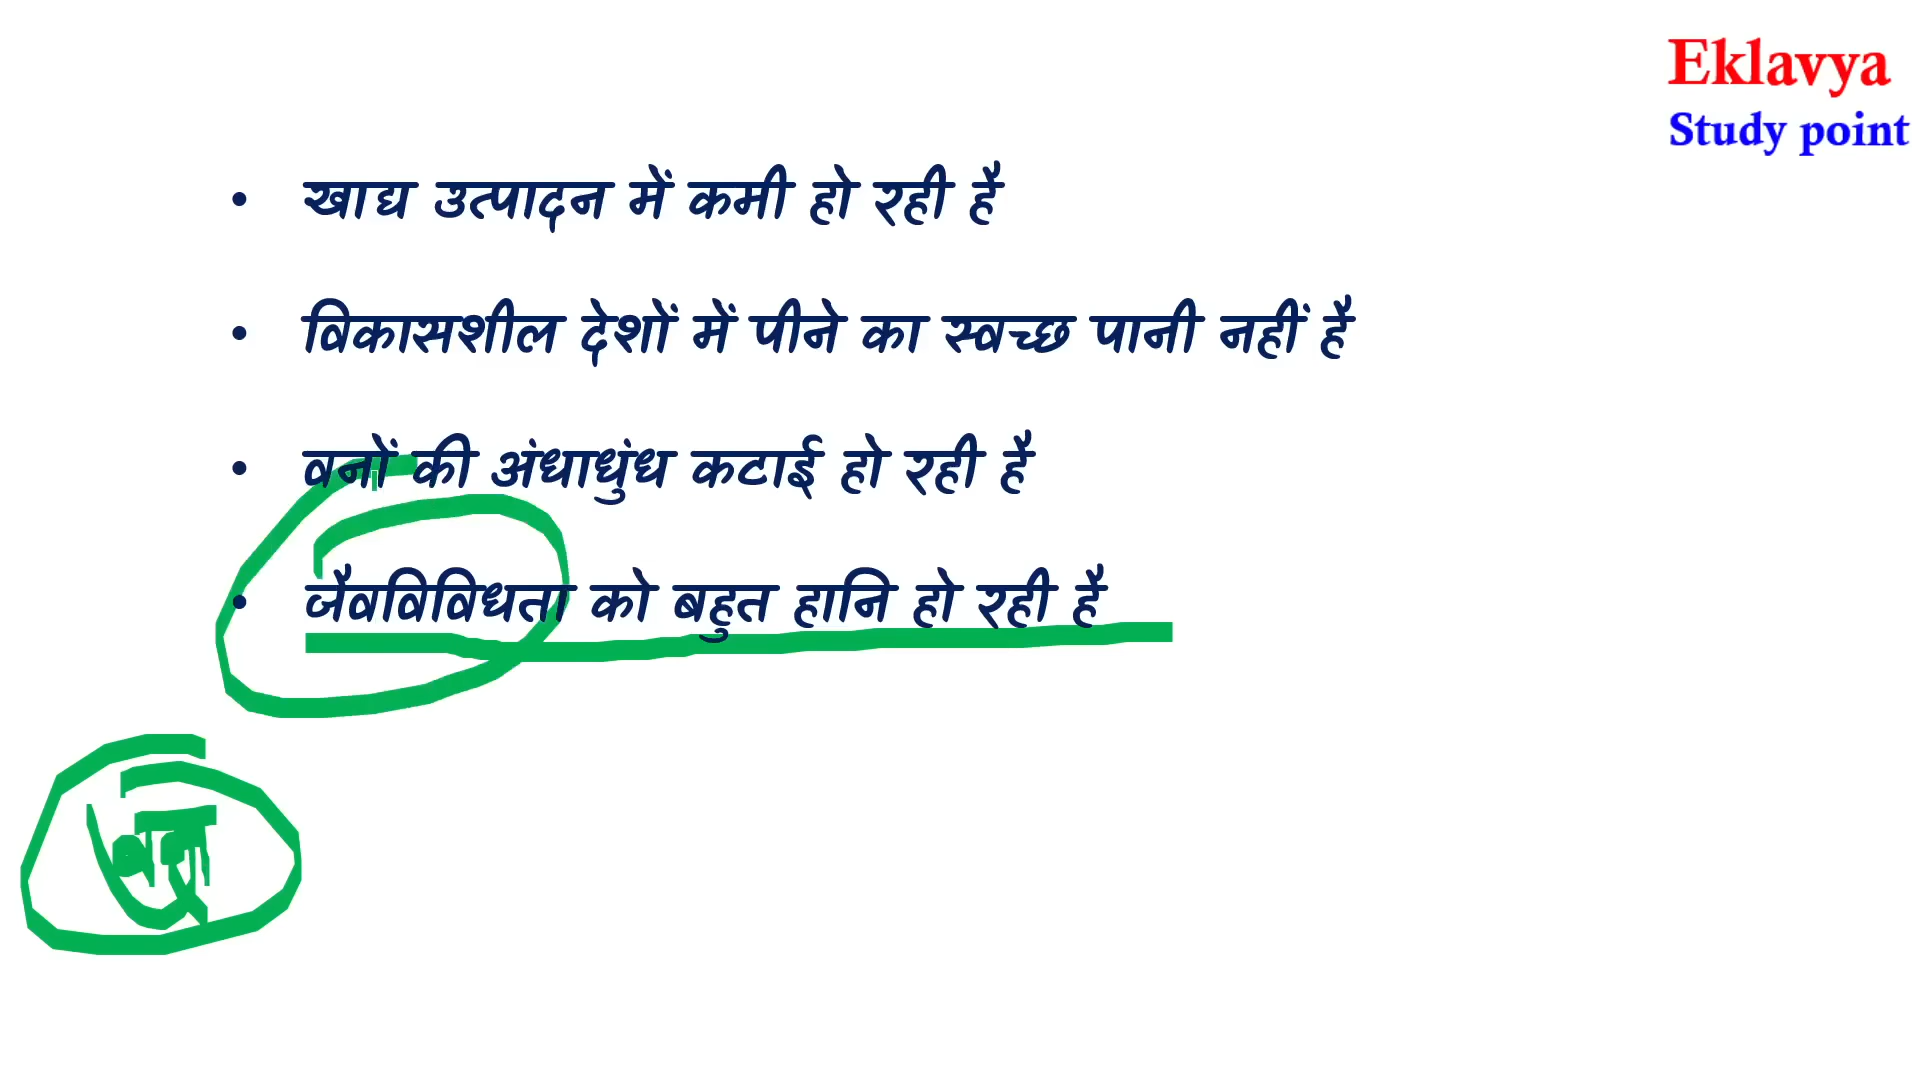 Eklavya
Study point
• खाद्य उत्पादन में कमी हो रही है
• विकासशील देशों में पीने का स्वच्छ पानी नहीं है
• वनों की अंधाधुंध कटाई हो रही है
• जैवविविधता को बहुत हानि हो रही है